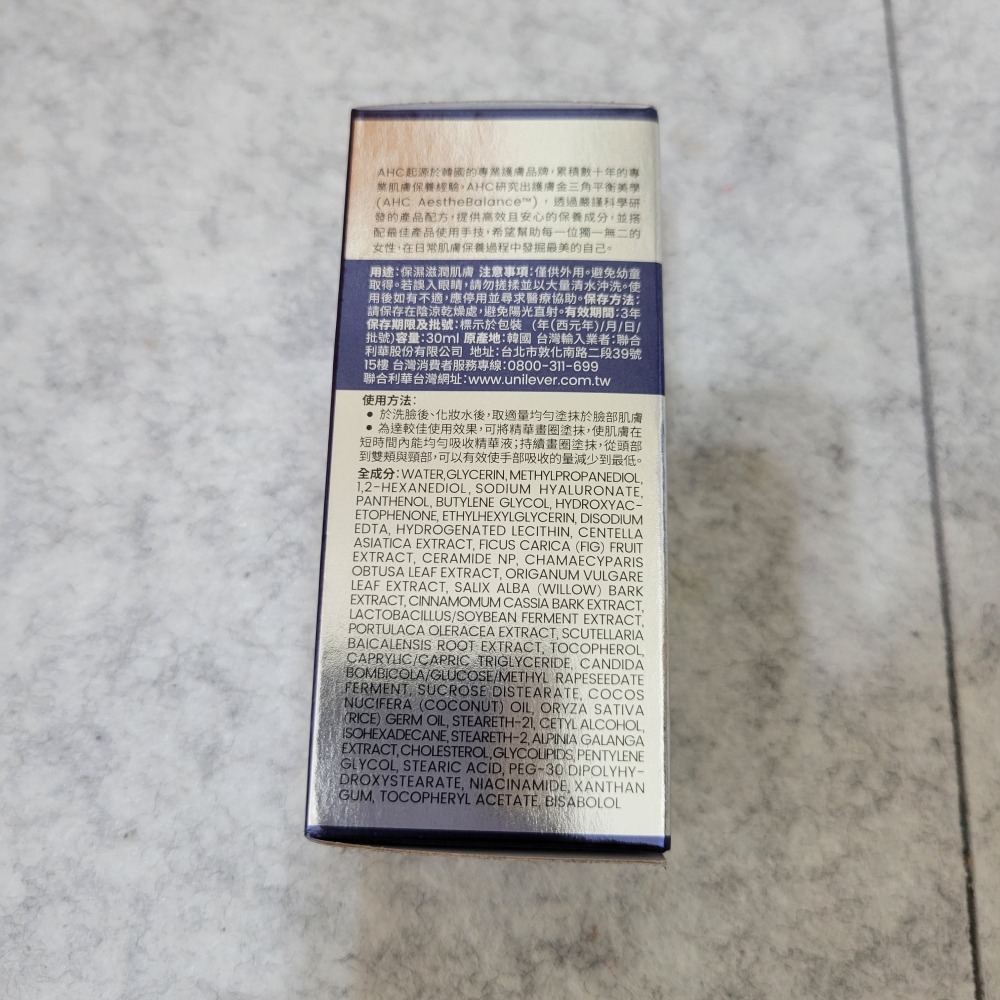 AHC起源於韓國的專業護膚品牌，累積數十年的專
業肌膚保養經驗，AHC研究出護膚金三角平衡美學
(AHC AestheBalance™)，透過嚴謹科學研
發的產品配方，提供高效且安心的保養成分，並搭
配最佳產品使用手技，希望幫助每一位獨一無二的
女性，在日常肌膚保養過程中發掘最美的自己。
用途：保濕滋潤肌膚 注意事項：僅供外用。避免幼童
取得。若誤入眼睛，請勿搓揉並以大量清水沖洗。使
用後如有不適，應停用並尋求醫療協助。保存方法：
請保存在陰涼乾燥處，避免陽光直射。有效期間：3年
保存期限及批號：標示於包裝 （年(西元年)/月/日/
批號）容量：30ml 原產地：韓國 台灣輸入業者：聯合
利華股份有限公司 地址：台北市敦化南路二段39號
15樓 台灣消費者服務專線：0800-311-699
聯合利華台灣網址：www.unilever.com.tw
使用方法：
• 於洗臉後、化妝水後，取適量均勻塗抹於臉部肌膚
• 為達較佳使用效果，可將精華畫圈塗抹，使肌膚在
短時間內能均勻吸收精華液；持續畫圈塗抹，從頭部
到雙頰與頸部，可以有效使手部吸收的量減少到最低。
全成分：WATER,GLYCERIN, METHYLPROPANEDIOL,
1,2-HEXANEDIOL, SODIUM HYALURONATE,
PANTHENOL, BUTYLENE GLYCOL, HYDROXYAC-
ETOPHENONE, ETHYLHEXYLGLYCERIN, DISODIUM
EDTA, HYDROGENATED LECITHIN, CENTELLA
ASIATICA EXTRACT, FICUS CARICA (FIG) FRUIT
EXTRACT, CERAMIDE NP, CHAMAECYPARIS
OBTUSA LEAF EXTRACT, ORIGANUM VULGARE
LEAF EXTRACT, SALIX ALBA (WILLOW) BARK
EXTRACT, CINNAMOMUM CASSIA BARK EXTRACT,
LACTOBACILLUS/SOYBEAN FERMENT EXTRACT,
PORTULACA OLERACEA EXTRACT, SCUTELLARIA
BAICALENSIS ROOT EXTRACT, TOCOPHEROL,
CAPRYLIC/CAPRIC TRIGLYCERIDE, CANDIDA
BOMBICOLA/GLUCOSE/METHYL RAPESEEDATE
FERMENT, SUCROSE DISTEARATE, COCOS
NUCIFERA (COCONUT) OIL, ORYZA SATIVA
(RICE) GERM OIL, STEARETH-21, CETYL ALCOHOL,
ISOHEXADECANE, STEARETH-2, ALPINIA GALANGA
EXTRACT, CHOLESTEROL, GLYCOLIPIDS, PENTYLENE
GLYCOL, STEARIC ACID, PEG-30 DIPOLYHY-
DROXYSTEARATE, NIACINAMIDE, XANTHAN
GUM, TOCOPHERYL ACETATE, BISABOLOL